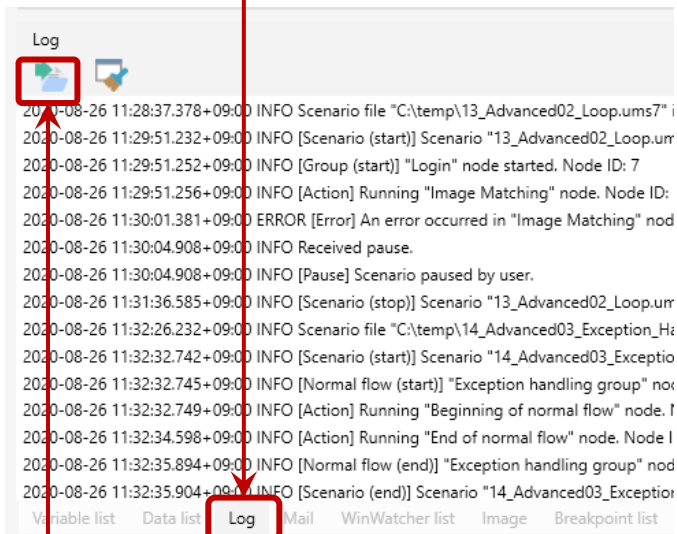 Log
2020-08-26 11:28:37.378+09:00 INFO Scenario file "C:\temp\13_Advanced02_Loop.ums7" i
2020-08-26 11:29:51.232+09:00 INFO [Scenario (start)] Scenario "13_Advanced02_Loop.um
2020-08-26 11:29:51.252+09:00 INFO [Group (start)] "Login" node started. Node ID: 7
2020-08-26 11:29:51.256+09:00 INFO [Action] Running "Image Matching" node. Node ID:
2020-08-26 11:30:01.381+09:00 ERROR [Error] An error occurred in "Image Matching" nod
2020-08-26 11:30:04.908+09:00 INFO Received pause.
2020-08-26 11:30:04.908+09:00 INFO [Pause] Scenario paused by user.
2020-08-26 11:31:36.585+09:00 INFO [Scenario (stop)] Scenario "13_Advanced02_Loop.um
2020-08-26 11:32:26.232+09:00 INFO Scenario file "C:\temp\14_Advanced03_Exception_Ha
2020-08-26 11:32:32.742+09:00 INFO [Scenario (start)] Scenario "14_Advanced03_Exceptio
2020-08-26 11:32:32.745+09:00 INFO [Normal flow (start)] "Exception handling group" no
2020-08-26 11:32:32.749+09:00 INFO [Action] Running "Beginning of normal flow" node. N
2020-08-26 11:32:34.598+09:00 INFO [Action] Running "End of normal flow" node. Node I
2020-08-26 11:32:35.894+09:00 INFO [Normal flow (end)] "Exception handling group" nod
2020-08-26 11:32:35.904+09:00 INFO [Scenario (end)] Scenario "14_Advanced03_Exception
Variable list Data list Log Mail WinWatcher list Image Breakpoint list